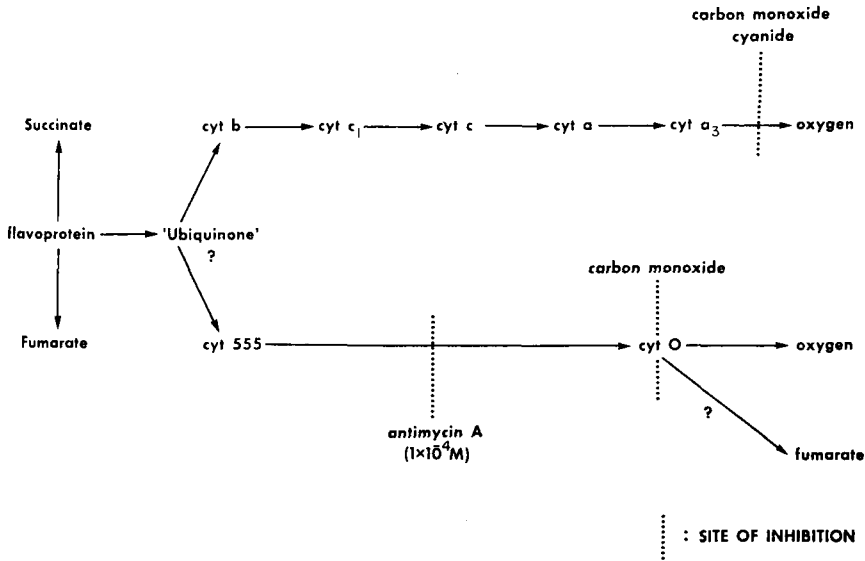 carbon monoxide
cyanide
Succinate
cyt b
cyt c1
cyt c
cyt a
cyt a3
oxygen
flavoprotein
'Ubiquinone'
?
carbon monoxide
Fumarate
cyt 555
cyt O
oxygen
antimycin A
(1×10⁻⁴M)
?
fumarate
: SITE OF INHIBITION